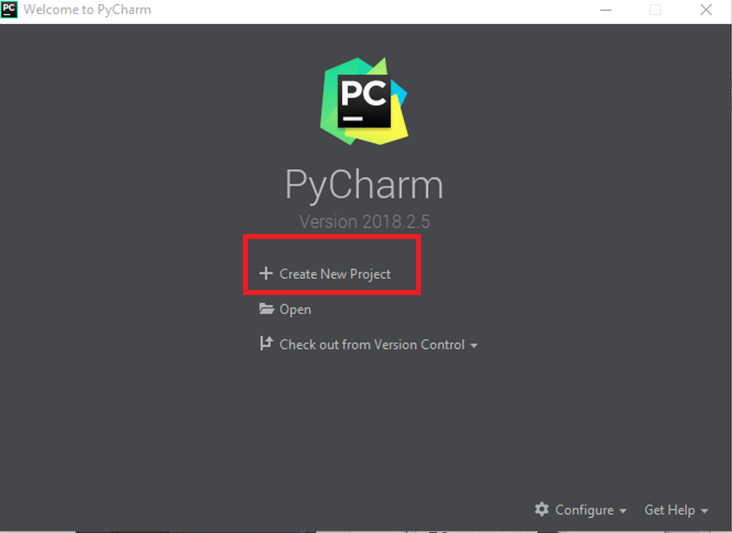 PC Welcome to PyCharm
PC
PyCharm
Version 2018.2.5
Create New Project
Open
Check out from Version Control
Configure Get Help